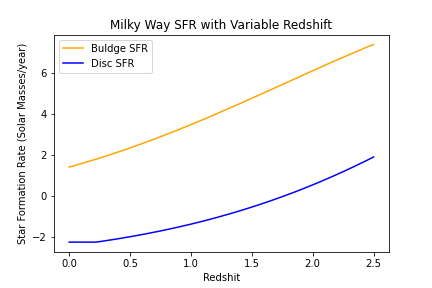 Milky Way SFR with Variable Redshift
Buldge SFR
Disc SFR
Star Formation Rate (Solar Masses/year)
6
4
2
0
−2
0.0 0.5 1.0 1.5 2.0 2.5
Redshit